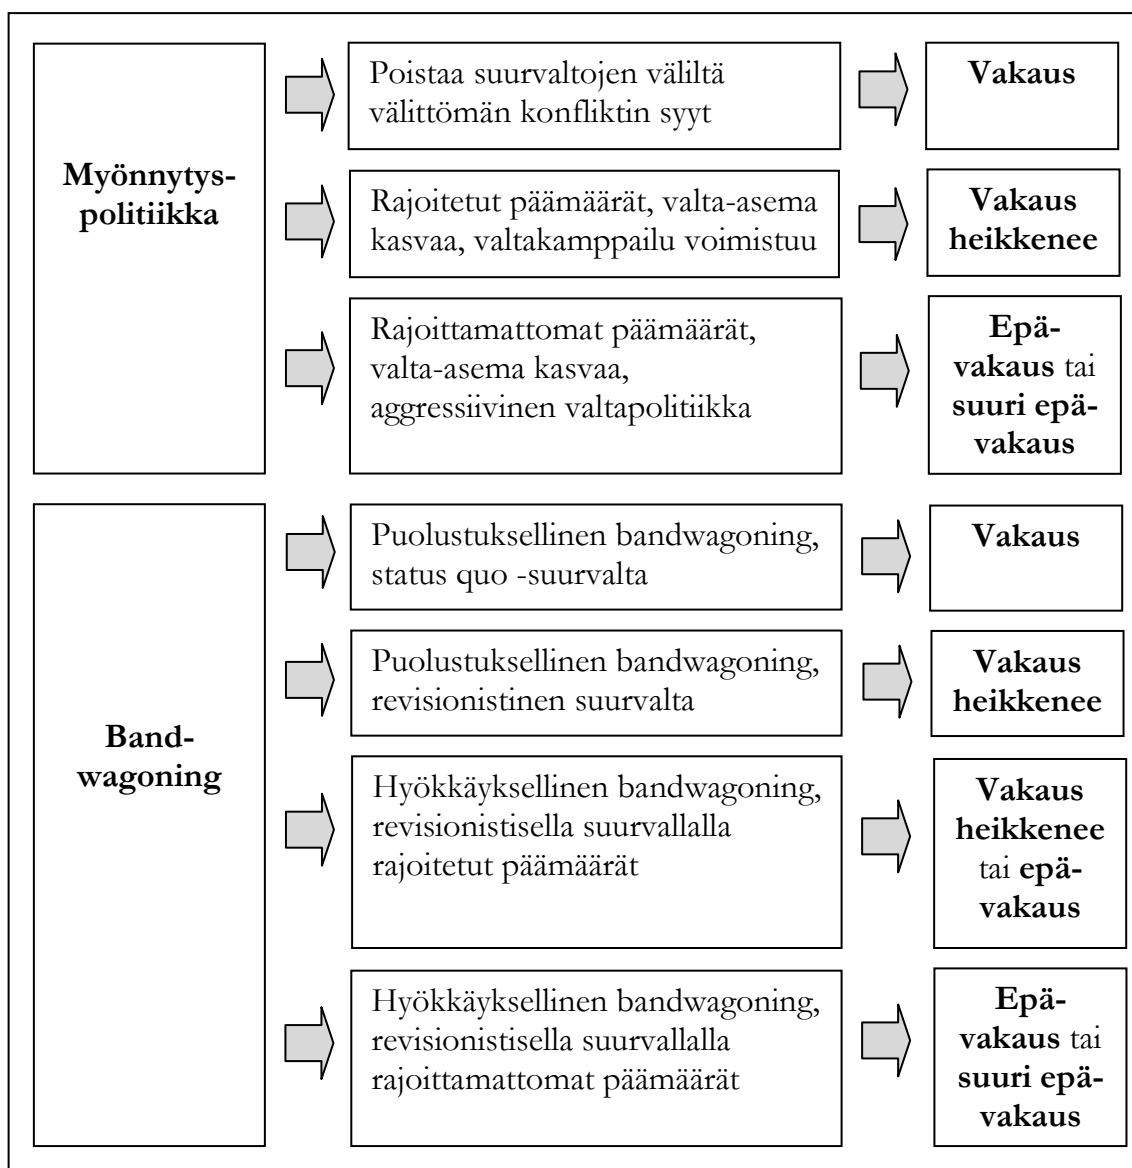 Myönnytys-
politiikka
Poistaa suurvaltojen väliltä
välittömän konfliktin syyt
Vakaus
Rajoitetut päämäärät, valta-asema
kasvaa, valtakamppailu voimistuu
Vakaus
heikkenee
Rajoittamattomat päämäärät,
valta-asema kasvaa,
aggressiivinen valtapolitiikka
Epä-
vakaus tai
suuri epä-
vakaus
Band-
wagoning
Puolustuksellinen bandwagoning,
status quo -suurvalta
Vakaus
Puolustuksellinen bandwagoning,
revisionistinen suurvalta
Vakaus
heikkenee
Hyökkäyksellinen bandwagoning,
revisionistisella suurvallalla
rajoitetut päämäärät
Vakaus
heikkenee
tai epä-
vakaus
Hyökkäyksellinen bandwagoning,
revisionistisella suurvallalla
rajoittamattomat päämäärät
Epä-
vakaus tai
suuri epä-
vakaus